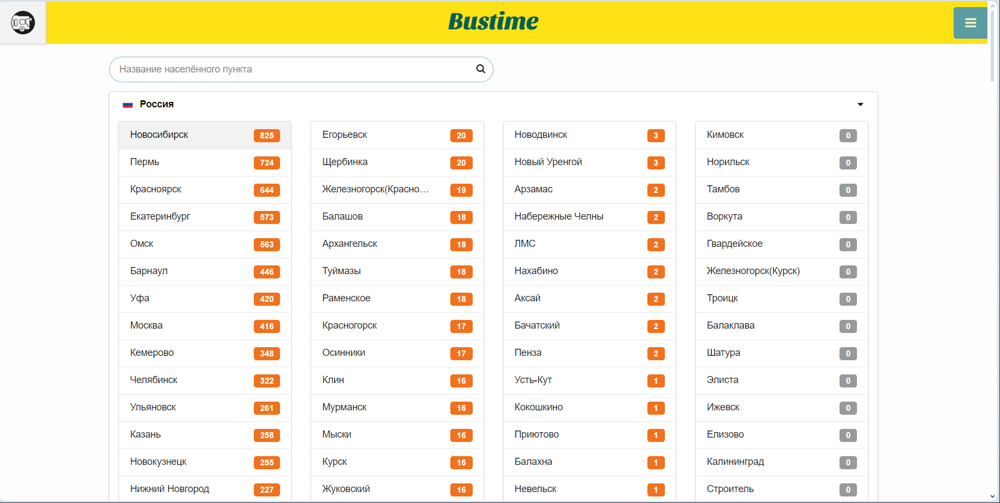 Bustime
Название населённого пункта
Россия
Новосибирск 825
Пермь 724
Красноярск 644
Екатеринбург 573
Омск 563
Барнаул 446
Уфа 420
Москва 416
Кемерово 348
Челябинск 322
Ульяновск 261
Казань 258
Новокузнецк 255
Нижний Новгород 227
Егорьевск 20
Щербинка 20
Железногорск(Красно… 19
Балашов 18
Архангельск 18
Туймазы 18
Раменское 18
Красногорск 17
Осинники 17
Клин 16
Мурманск 16
Мыски 16
Курск 16
Жуковский 16
Новодвинск 3
Новый Уренгой 3
Арзамас 2
Набережные Челны 2
ЛМС 2
Нахабино 2
Аксай 2
Бачатский 2
Пенза 2
Усть-Кут 1
Кокошкино 1
Приютово 1
Балахна 1
Невельск 1
Кимовск 0
Норильск 0
Тамбов 0
Воркута 0
Гвардейское 0
Железногорск(Курск) 0
Троицк 0
Балаклава 0
Шатура 0
Элиста 0
Ижевск 0
Елизово 0
Калининград 0
Строитель 0